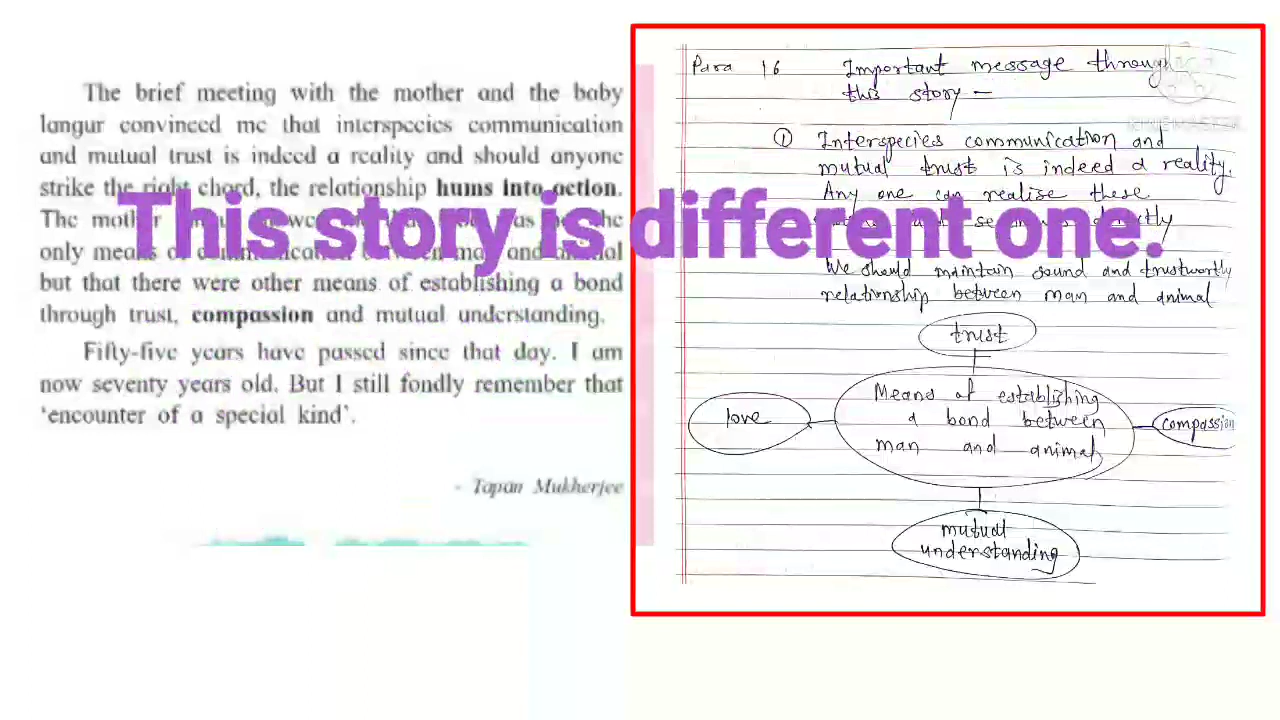 The brief meeting with the mother and the baby
langur convinced me that interspecies communication
and mutual trust is indeed a reality and should anyone
strike the right chord, the relationship hums into action.
The mother
only means of
but that there were other means of establishing a bond
through trust, compassion and mutual understanding.
Fifty-five years have passed since that day. I am
now seventy years old. But I still fondly remember that
'encounter of a special kind'.
- Tapan Mukherjee
This story is different one.
Para 16 Important message through
this story -
KINEMASTER
① Interspecies communication and
mutual trust is indeed a reality.
Any one can realise these
We should maintain sound and trustworthy
relationship between man and animal
trust
Means of establishing
a bond between
man and animal
love
compassion
mutual
understanding